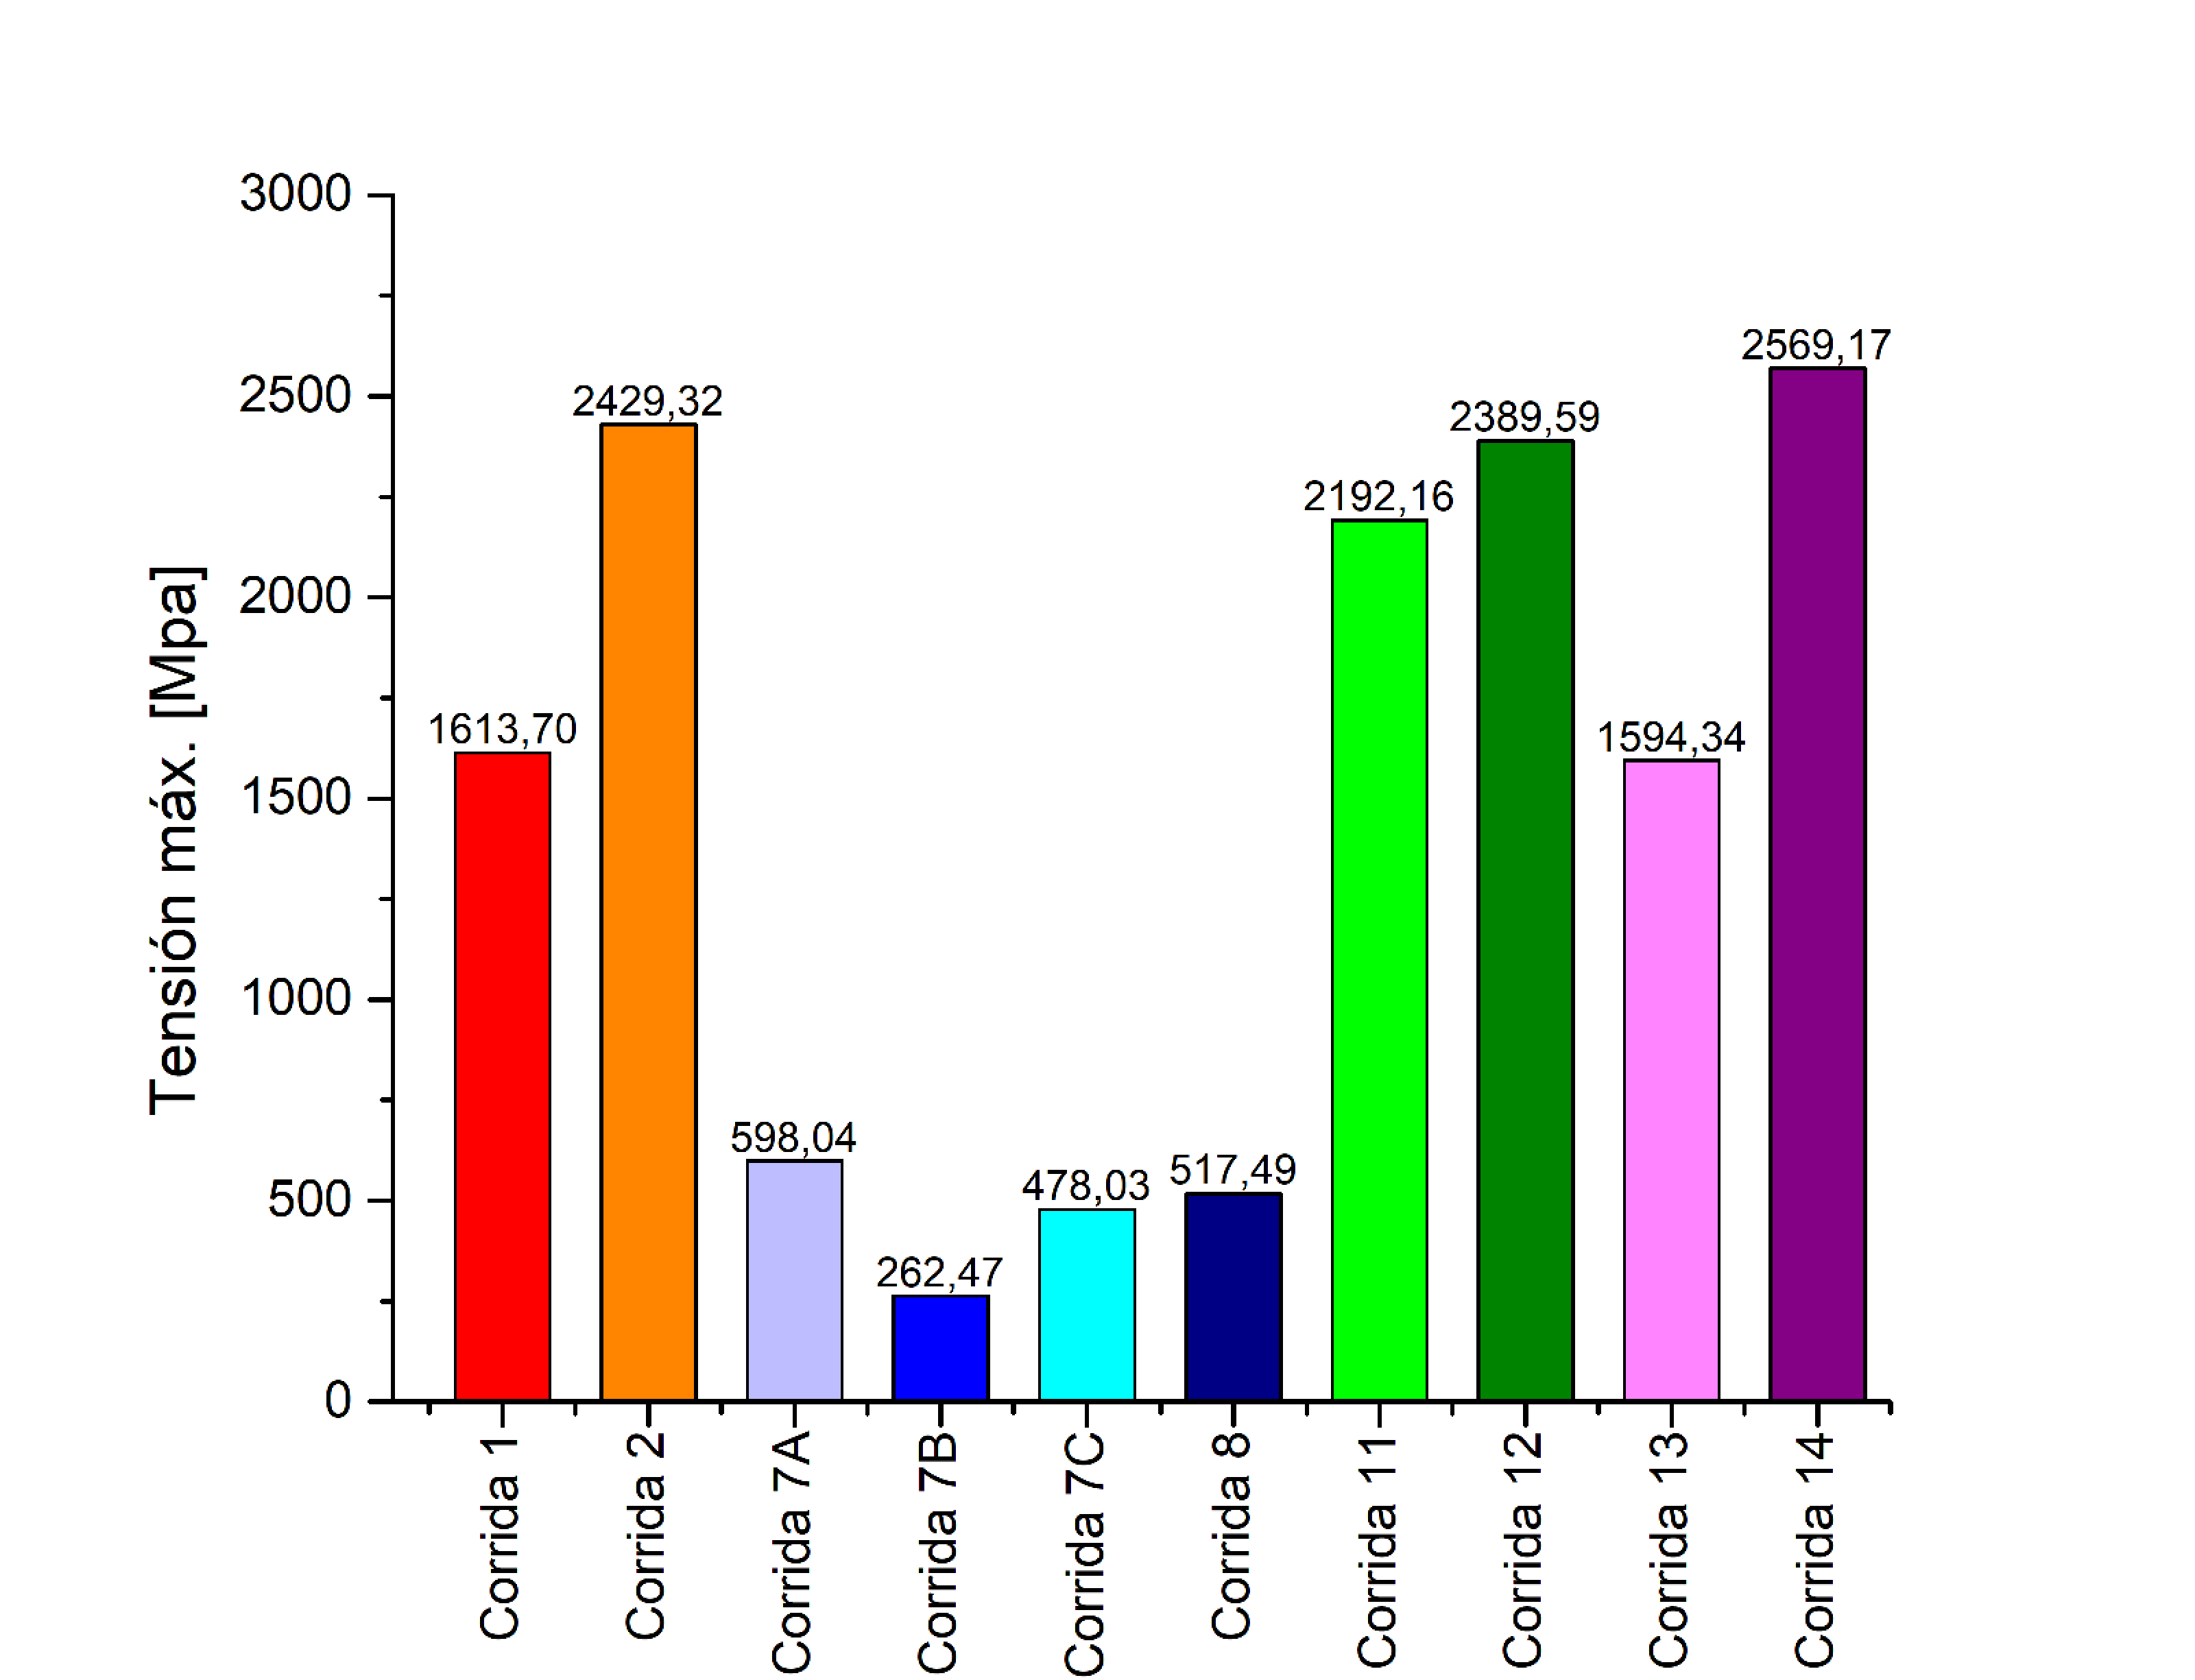 Tensión máx. [Mpa]
3000
2500
2000
1500
1000
500
0
1613,70
2429,32
598,04
262,47
478,03
517,49
2192,16
2389,59
1594,34
2569,17
Corrida 1
Corrida 2
Corrida 7A
Corrida 7B
Corrida 7C
Corrida 8
Corrida 11
Corrida 12
Corrida 13
Corrida 14